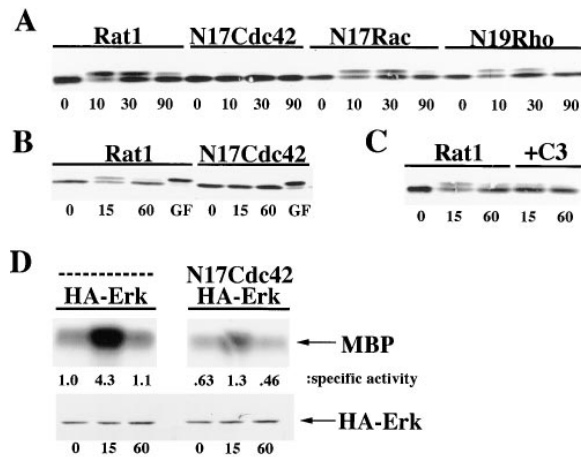 A
Rat1 N17Cdc42 N17Rac N19Rho
0 10 30 90 0 10 30 90 0 10 30 90 0 10 30 90
B
Rat1 N17Cdc42
0 15 60 GF 0 15 60 GF
C
Rat1 +C3
0 15 60 15 60
D
HA-Erk
N17Cdc42
HA-Erk
MBP
1.0 4.3 1.1 .63 1.3 .46 :specific activity
HA-Erk
0 15 60 0 15 60